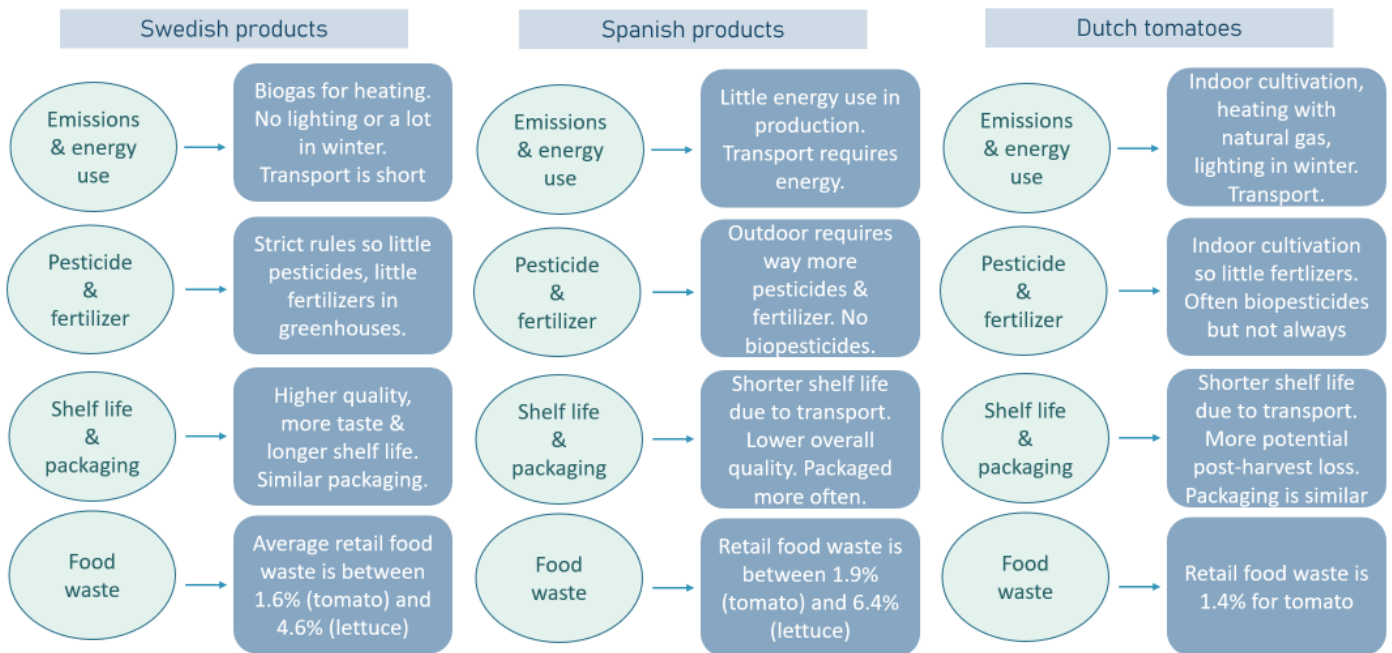 Swedish products
Emissions
& energy
use
Biogas for heating.
No lighting or a lot
in winter.
Transport is short
Pesticide
&
fertilizer
Strict rules so little
pesticides, little
fertilizers in
greenhouses.
Shelf life
&
packaging
Higher quality,
more taste &
longer shelf life.
Similar packaging.
Food
waste
Average retail food
waste is between
1.6% (tomato) and
4.6% (lettuce)
Spanish products
Emissions
& energy
use
Little energy use in
production.
Transport requires
energy.
Pesticide
&
fertilizer
Outdoor requires
way more
pesticides &
fertilizer. No
biopesticides.
Shelf life
&
packaging
Shorter shelf life
due to transport.
Lower overall
quality. Packaged
more often.
Food
waste
Retail food waste is
between 1.9%
(tomato) and 6.4%
(lettuce)
Dutch tomatoes
Emissions
& energy
use
Indoor cultivation,
heating with
natural gas,
lighting in winter.
Transport.
Pesticide
&
fertilizer
Indoor cultivation
so little fertlizers.
Often biopesticides
but not always
Shelf life
&
packaging
Shorter shelf life
due to transport.
More potential
post-harvest loss.
Packaging is similar
Food
waste
Retail food waste is
1.4% for tomato